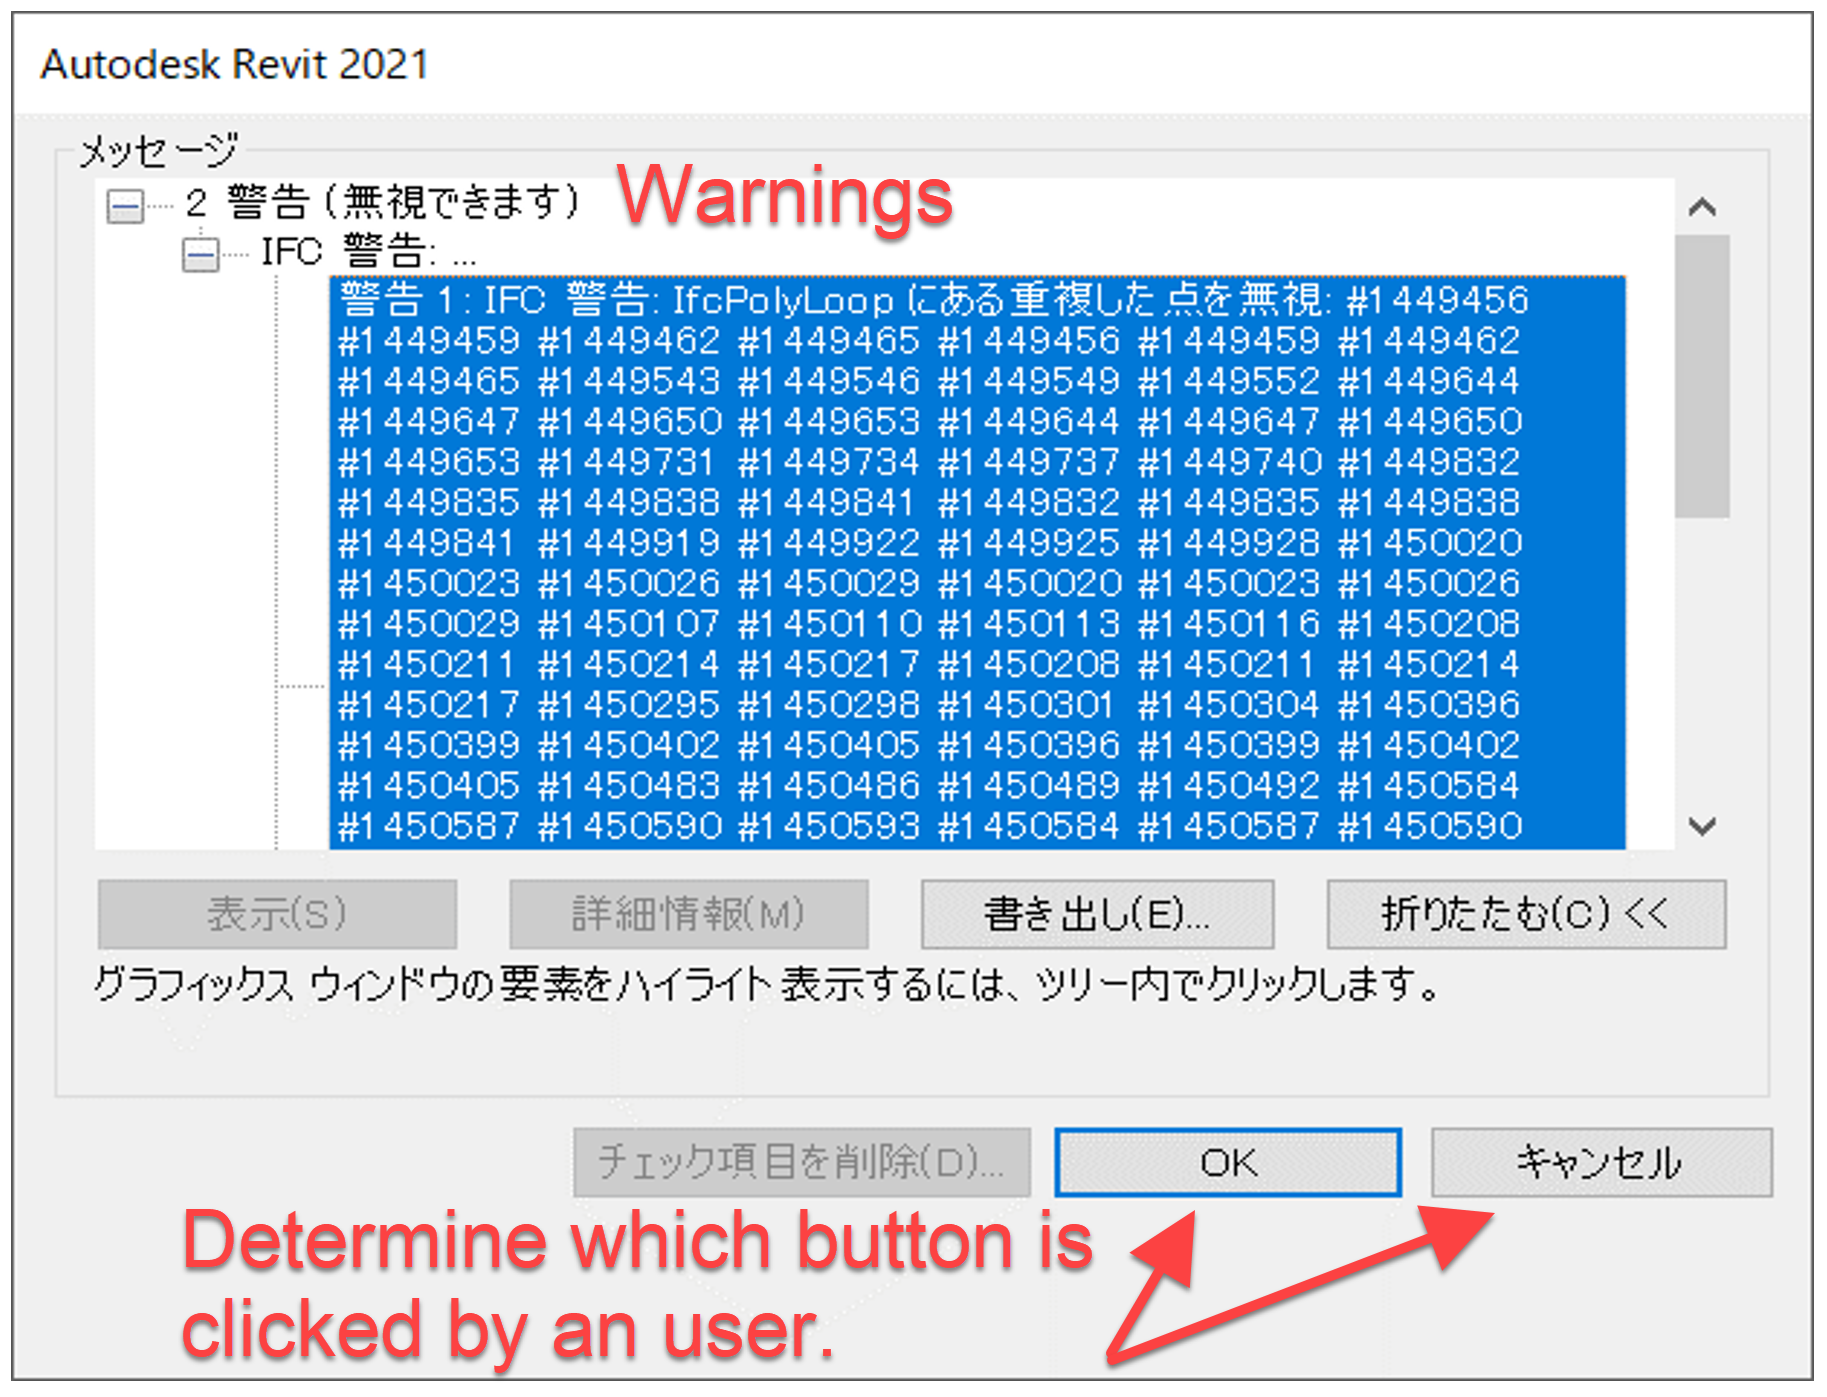 Autodesk Revit 2021
メッセージ
2 警告 (無視できます)
Warnings
IFC 警告: ...
警告 1: IFC 警告: IfcPolyLoop にある重複した点を無視: #1449456
#1449459 #1449462 #1449465 #1449456 #1449459 #1449462
#1449465 #1449543 #1449546 #1449549 #1449552 #1449644
#1449647 #1449650 #1449653 #1449644 #1449647 #1449650
#1449653 #1449731 #1449734 #1449737 #1449740 #1449832
#1449835 #1449838 #1449841 #1449832 #1449835 #1449838
#1449841 #1449919 #1449922 #1449925 #1449928 #1450020
#1450023 #1450026 #1450029 #1450020 #1450023 #1450026
#1450029 #1450107 #1450110 #1450113 #1450116 #1450208
#1450211 #1450214 #1450217 #1450208 #1450211 #1450214
#1450217 #1450295 #1450298 #1450301 #1450304 #1450396
#1450399 #1450402 #1450405 #1450396 #1450399 #1450402
#1450405 #1450483 #1450486 #1450489 #1450492 #1450584
#1450587 #1450590 #1450593 #1450584 #1450587 #1450590
表示(S)
詳細情報(M)
書き出し(E)...
折りたたむ(C) <<
グラフィックス ウィンドウの要素をハイライト表示するには、ツリー内でクリックします。
チェック項目を削除(D)...
OK
キャンセル
Determine which button is
clicked by an user.